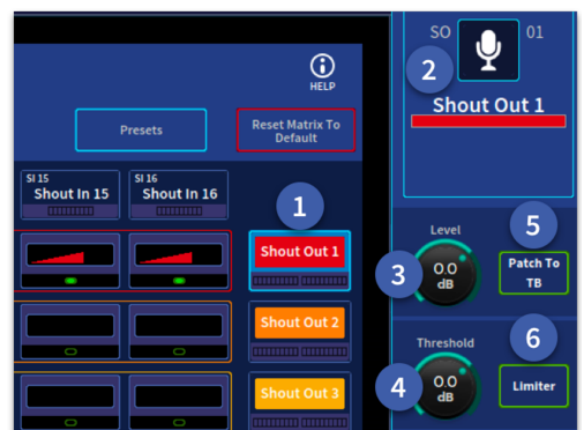 SO
01
2
Shout Out 1
HELP
Presets
Reset Matrix To
Default
SI 15
Shout In 15
SI 16
Shout In 16
1
Shout Out 1
Level
5
3
0.0
dB
Patch To
TB
Shout Out 2
Threshold
6
4
0.0
dB
Limiter
Shout Out 3